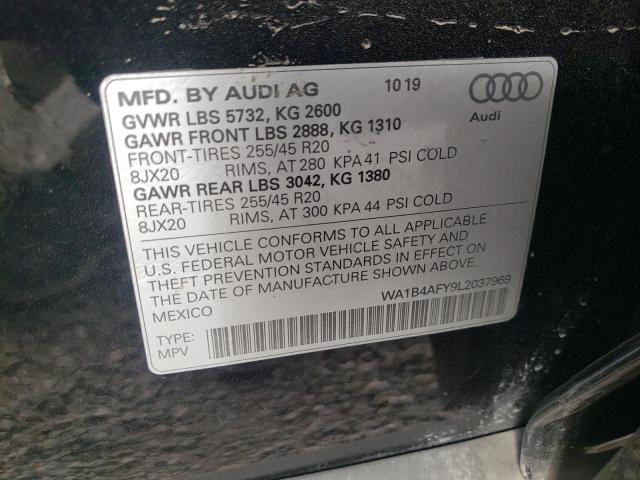 MFD. BY AUDI AG 10 19
GVWR LBS 5732, KG 2600
GAWR FRONT LBS 2888, KG 1310
FRONT-TIRES 255/45 R20
8JX20 RIMS, AT 280 KPA 41 PSI COLD
GAWR REAR LBS 3042, KG 1380
REAR-TIRES 255/45 R20
8JX20 RIMS, AT 300 KPA 44 PSI COLD
Audi
THIS VEHICLE CONFORMS TO ALL APPLICABLE
U.S. FEDERAL MOTOR VEHICLE SAFETY AND
THEFT PREVENTION STANDARDS IN EFFECT ON
THE DATE OF MANUFACTURE SHOWN ABOVE.
MEXICO
WA1B4AFY9L2037969
TYPE:
MPV